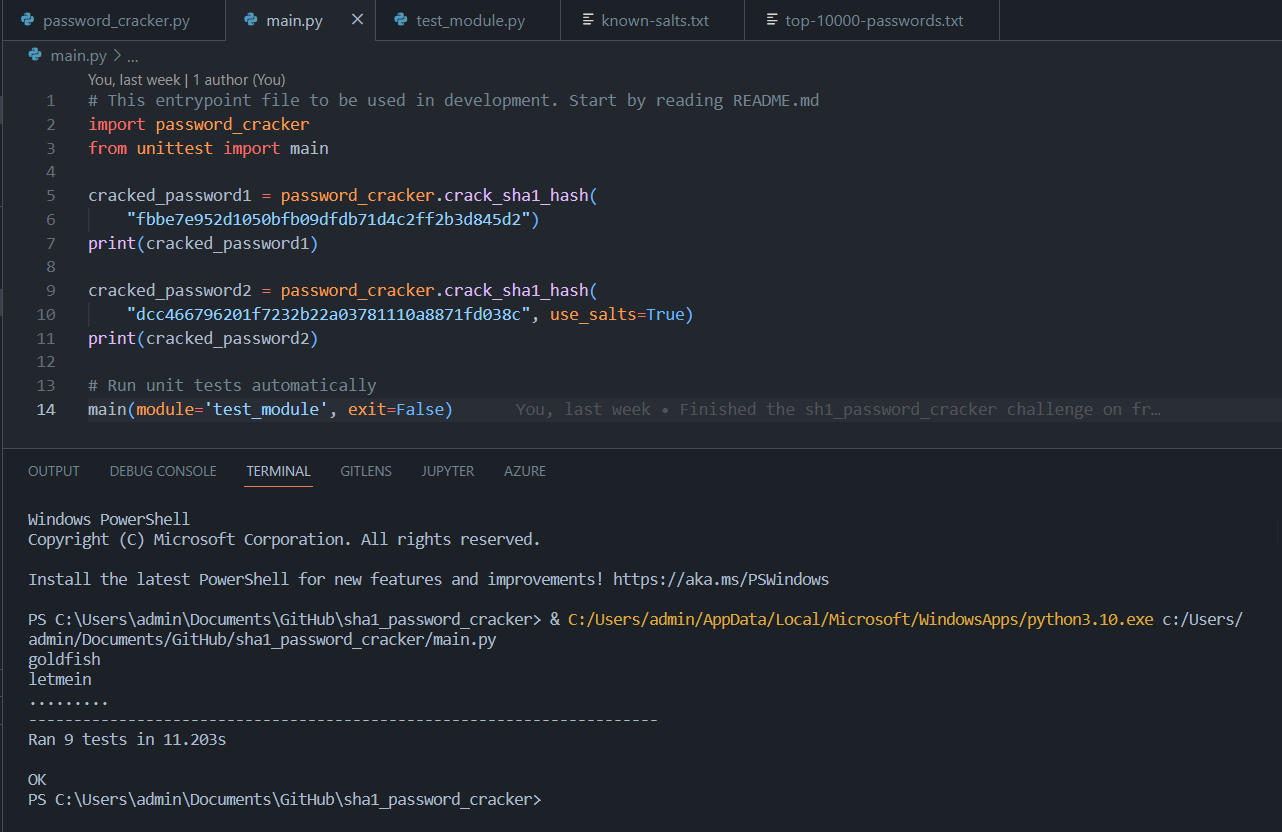 password_cracker.py
main.py
test_module.py
known-salts.txt
top-10000-passwords.txt
main.py > ...
You, last week | 1 author (You)
1 # This entrypoint file to be used in development. Start by reading README.md
2 import password_cracker
3 from unittest import main
4
5 cracked_password1 = password_cracker.crack_sha1_hash(
6 "fbbe7e952d1050bfb09dfdb71d4c2ff2b3d845d2")
7 print(cracked_password1)
8
9 cracked_password2 = password_cracker.crack_sha1_hash(
10 "dcc466796201f7232b22a03781110a8871fd038c", use_salts=True)
11 print(cracked_password2)
12
13 # Run unit tests automatically
14 main(module='test_module', exit=False) You, last week • Finished the sh1_password_cracker challenge on fr…
OUTPUT DEBUG CONSOLE TERMINAL GITLENS JUPYTER AZURE
Windows PowerShell
Copyright (C) Microsoft Corporation. All rights reserved.
Install the latest PowerShell for new features and improvements! https://aka.ms/PSWindows
PS C:\Users\admin\Documents\GitHub\sha1_password_cracker> & C:/Users/admin/AppData/Local/Microsoft/WindowsApps/python3.10.exe c:/Users/
admin/Documents/GitHub/sha1_password_cracker/main.py
goldfish
letmein
.........
----------------------------------------------------------------------
Ran 9 tests in 11.203s
OK
PS C:\Users\admin\Documents\GitHub\sha1_password_cracker>